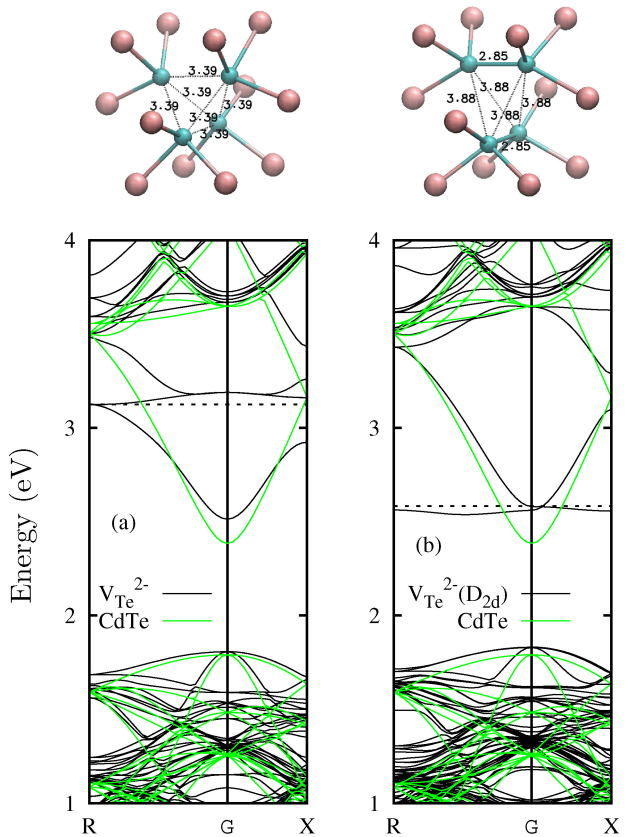 3.39
3.39
3.39
3.39
3.39
3.39
2.85
3.88
3.88
3.88
3.88
2.85
Energy (eV)
4
3
2
1
(a)
V_Te^2-
CdTe
R G X
4
3
2
1
(b)
V_Te^2-(D_2d)
CdTe
R G X